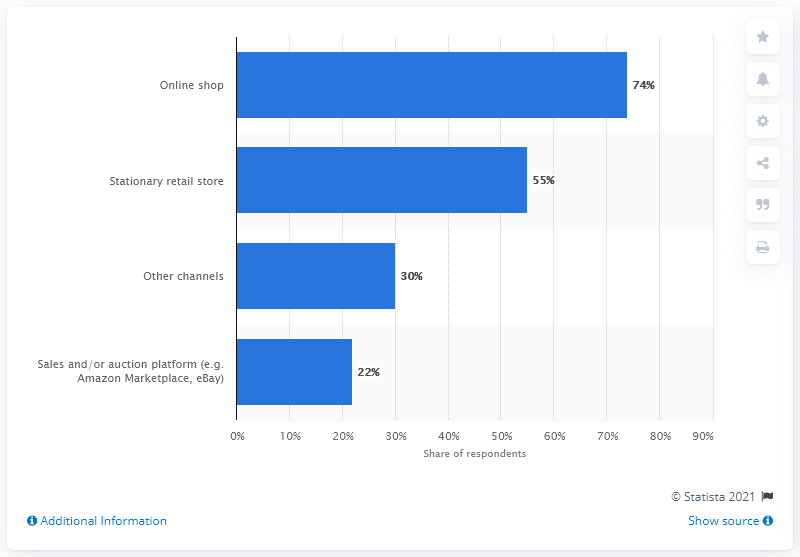 Online shop
74%
Stationary retail store
55%
Other channels
30%
Sales and/or auction platform (e.g.
Amazon Marketplace, eBay)
22%
0% 10% 20% 30% 40% 50% 60% 70% 80% 90%
Share of respondents
© Statista 2021
Additional Information
Show source